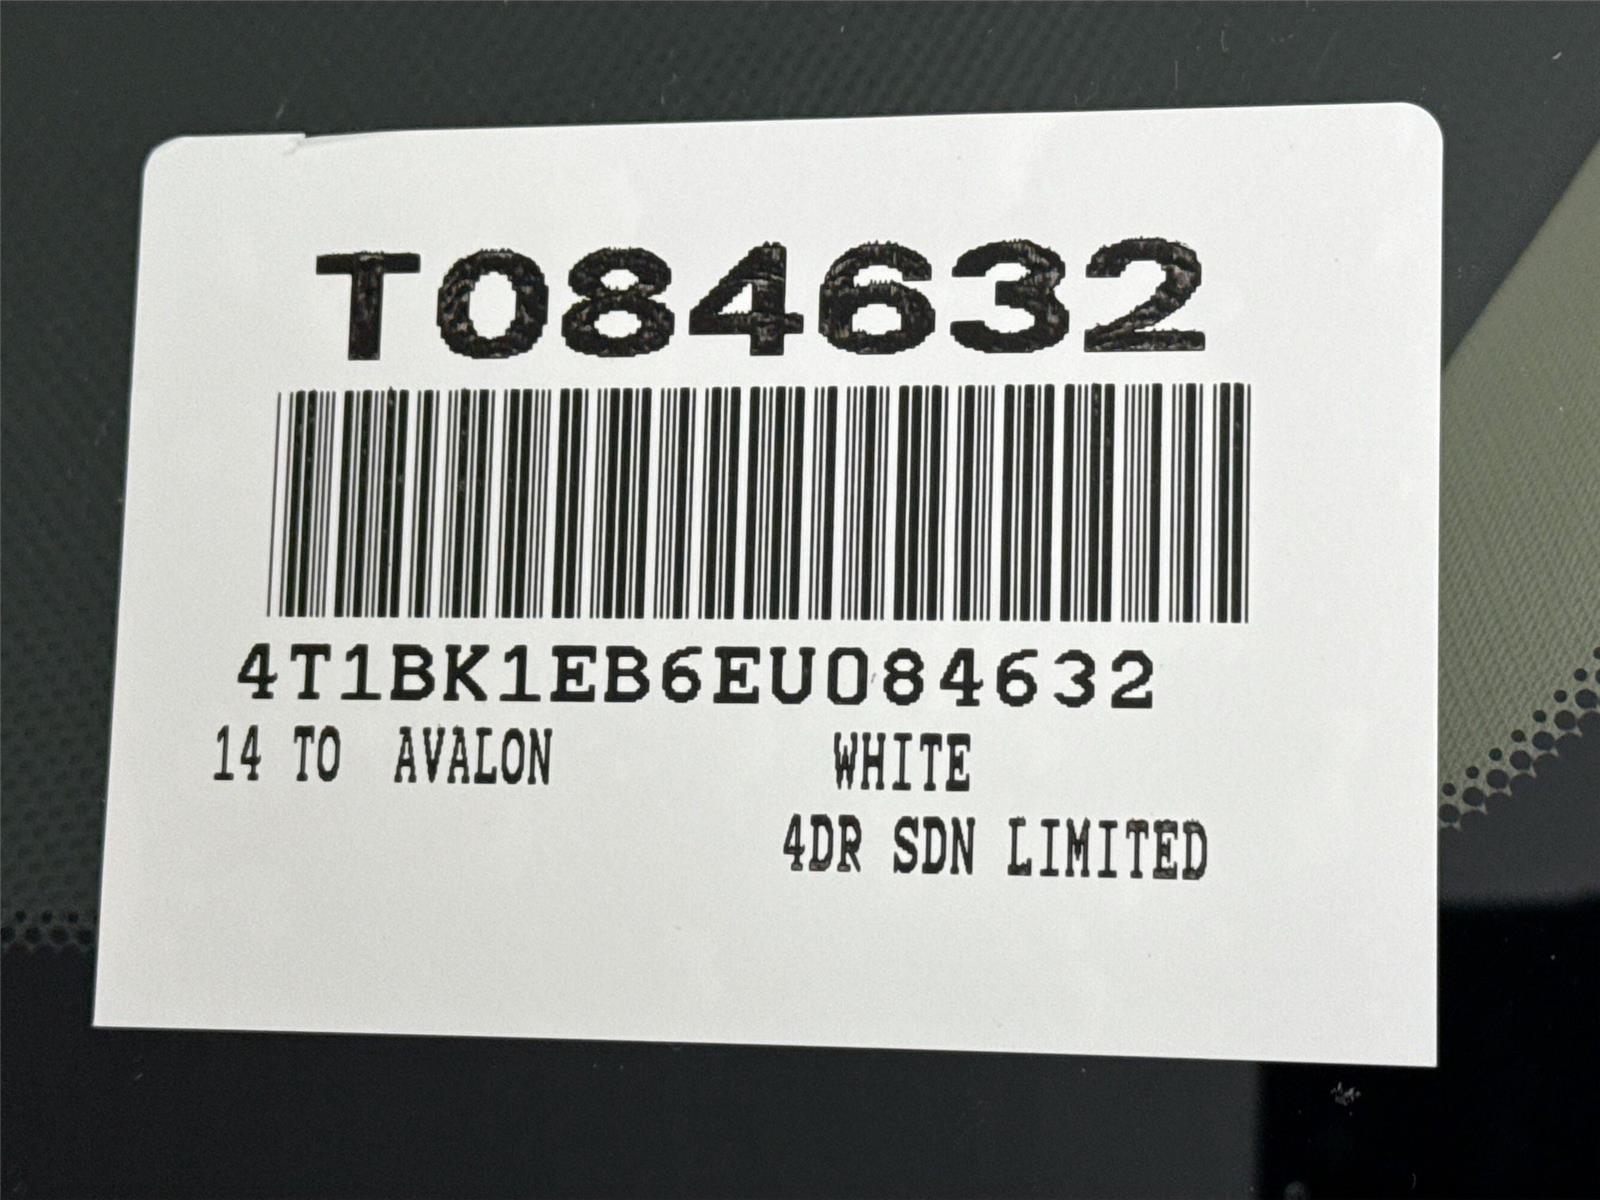 T084632
4T1BK1EB6EU084632
14 TO AVALON WHITE
4DR SDN LIMITED